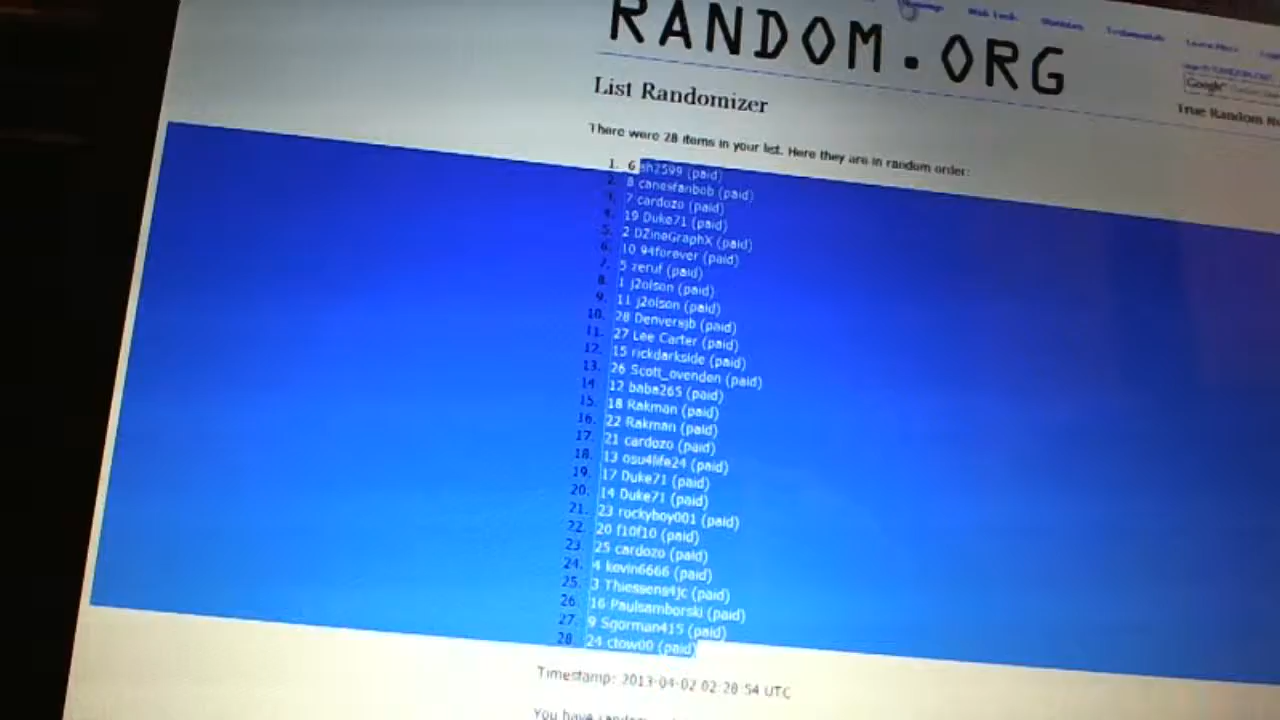 RANDOM.ORG
List Randomizer
True Random
There were 28 items in your list. Here they are in random order:
1. 6 sh2599 (paid)
2. 8 canesfanbob (paid)
3. 7 cardozo (paid)
4. 19 Duke71 (paid)
5. 2 DZineGraphX (paid)
6. 10 94forever (paid)
7. 5 zeruf (paid)
8. 1 j2olson (paid)
9. 11 j2olson (paid)
10. 28 Denversjb (paid)
11. 27 Lee Carter (paid)
12. 15 rickdarkside (paid)
13. 26 Scott_ovenden (paid)
14. 12 baba265 (paid)
15. 18 Rakman (paid)
16. 22 Rakman (paid)
17. 21 cardozo (paid)
18. 13 osu4life24 (paid)
19. 17 Duke71 (paid)
20. 14 Duke71 (paid)
21. 23 rockyboy001 (paid)
22. 20 f10f10 (paid)
23. 25 cardozo (paid)
24. 4 kevin6666 (paid)
25. 3 Thiessens4jc (paid)
26. 16 Paulsamborski (paid)
27. 9 Sgorman415 (paid)
28. 24 ctow00 (paid)
Timestamp: 2013-04-02 02:28:54 UTC
You have